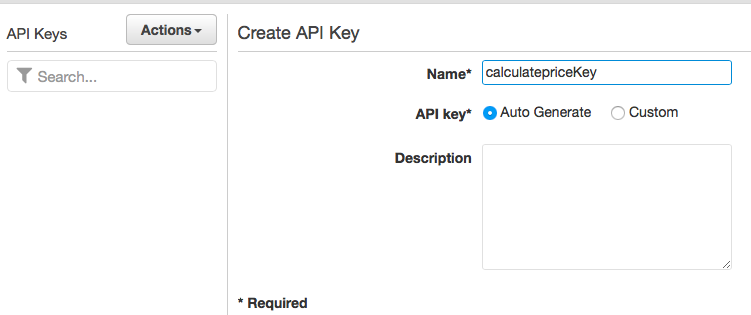 API Keys
Actions
Search...
Create API Key
Name*
calculatepriceKey
API key*
Auto Generate
Custom
Description
* Required